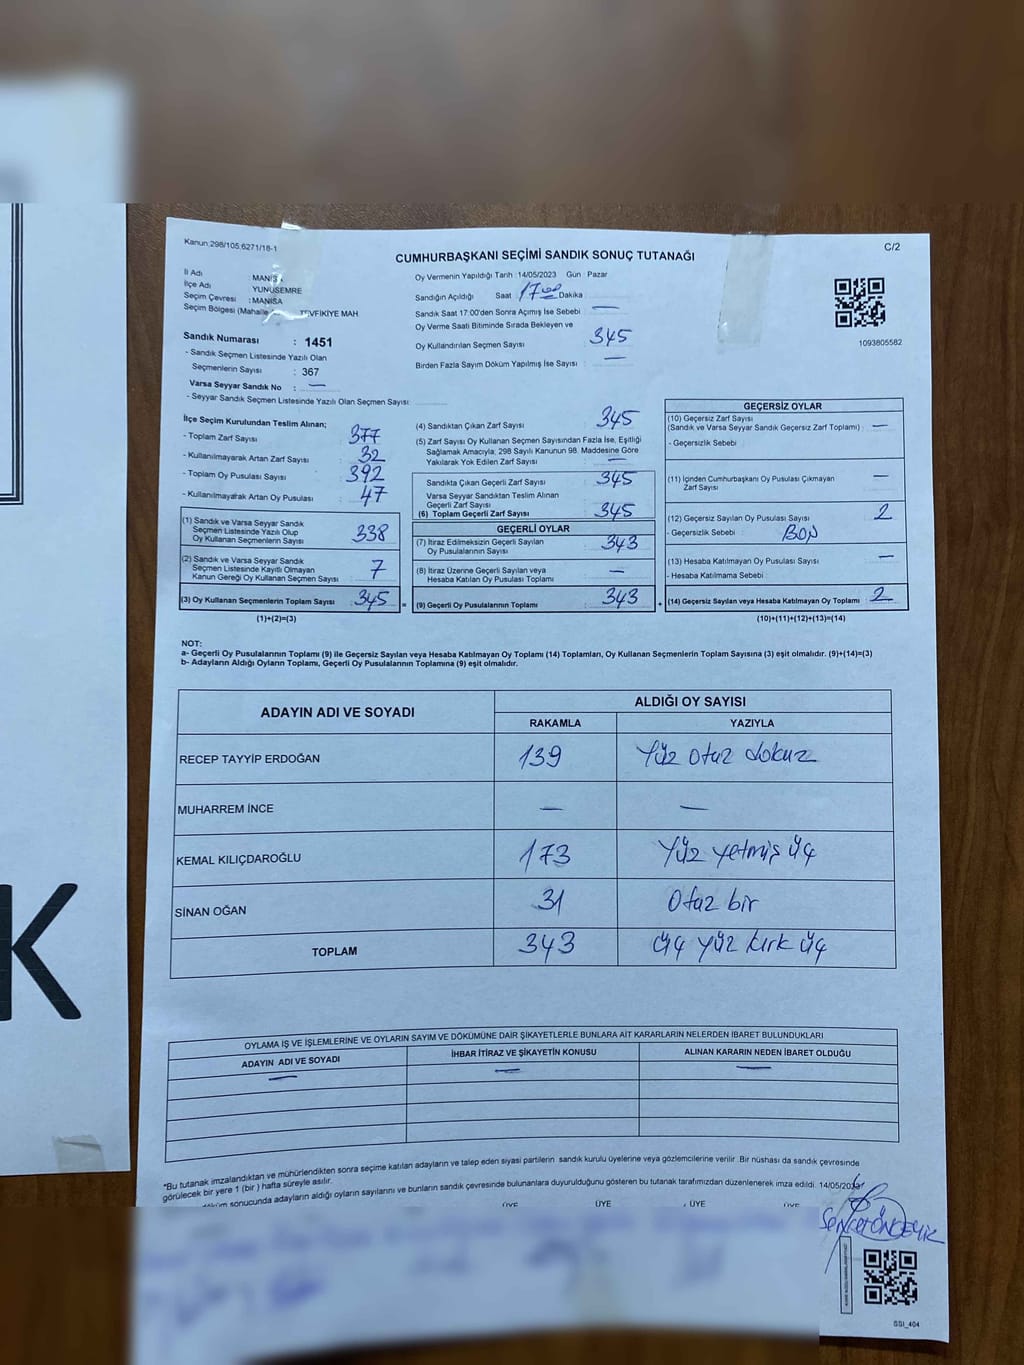 Kanun:298/105,6271/18-1
C/2
CUMHURBAŞKANI SEÇİMİ SANDIK SONUÇ TUTANAĞI
İl Adı : MANİSA
İlçe Adı : YUNUSEMRE
Seçim Çevresi : MANİSA
Seçim Bölgesi (Mahalle TEVFİKİYE MAH.
Sandık Numarası : 1451
- Sandık Seçmen Listesinde Yazılı Olan
Seçmenlerin Sayısı : 367
Varsa Seyyar Sandık No : —
- Seyyar Sandık Seçmen Listesinde Yazılı Olan Seçmen Sayısı:
Oy Vermenin Yapıldığı Tarih :14/05/2023 Gün : Pazar
Sandığın Açıldığı Saat 17:00 Dakika
Sandık Saat 17:00'den Sonra Açımış İse Sebebi : —
Oy Verme Saati Bitiminde Sırada Bekleyen ve
Oy Kullandırılan Seçmen Sayısı : 345
Birden Fazla Sayım Döküm Yapılmış İse Sayısı : —
1093805582
İlçe Seçim Kurulundan Teslim Alınan;
- Toplam Zarf Sayısı : 377
- Kullanılmayarak Artan Zarf Sayısı : 32
- Toplam Oy Pusulası Sayısı : 392
- Kullanılmayarak Artan Oy Pusulası : 47
(1) Sandık ve Varsa Seyyar Sandık
Seçmen Listesinde Yazılı Olup
Oy Kullanan Seçmenlerin Sayısı : 338
(2) Sandık ve Varsa Seyyar Sandık
Seçmen Listesinde Kayıtlı Olmayan
Kanun Gereği Oy Kullanan Seçmen Sayısı : 7
(3) Oy Kullanan Seçmenlerin Toplam Sayısı : 345
(1)+(2)=(3)
(4) Sandıktan Çıkan Zarf Sayısı : 345
(5) Zarf Sayısı Oy Kullanan Seçmen Sayısından Fazla İse, Eşitliği
Sağlamak Amacıyla, 298 Sayılı Kanunun 98. Maddesine Göre
Yakılarak Yok Edilen Zarf Sayısı : —
Sandıkta Çıkan Geçerli Zarf Sayısı : 345
Varsa Seyyar Sandıktan Teslim Alınan
Geçerli Zarf Sayısı :
(6) Toplam Geçerli Zarf Sayısı : 345
GEÇERLİ OYLAR
(7) İtiraz Edilmeksizin Geçerli Sayılan
Oy Pusulalarının Sayısı : 343
(8) İtiraz Üzerine Geçerli Sayılan veya
Hesaba Katılan Oy Pusulası Toplamı : —
(9) Geçerli Oy Pusulalarının Toplamı : 343
GEÇERSİZ OYLAR
(10) Geçersiz Zarf Sayısı
(Sandık ve Varsa Seyyar Sandık Geçersiz Zarf Toplamı) : —
- Geçersizlik Sebebi
(11) İçinden Cumhurbaşkanı Oy Pusulası Çıkmayan
Zarf Sayısı : —
(12) Geçersiz Sayılan Oy Pusulası Sayısı : 2
- Geçersizlik Sebebi : BON
(13) Hesaba Katılmayan Oy Pusulası Sayısı : —
- Hesaba Katılmama Sebebi :
(14) Geçersiz Sayılan veya Hesaba Katılmayan Oy Toplamı : 2
(10)+(11)+(12)+(13)=(14)
NOT:
a- Geçerli Oy Pusulalarının Toplamı (9) ile Geçersiz Sayılan veya Hesaba Katılmayan Oy Toplamı (14) Toplamları, Oy Kullanan Seçmenlerin Toplam Sayısına (3) eşit olmalıdır. (9)+(14)=(3)
b- Adayların Aldığı Oyların Toplamı, Geçerli Oy Pusulalarının Toplamına (9) eşit olmalıdır.
ADAYIN ADI VE SOYADI ALDIĞI OY SAYISI
RAKAMLA YAZIYLA
RECEP TAYYİP ERDOĞAN 139 Yüz otuz dokuz
MUHARREM İNCE — —
KEMAL KILIÇDAROĞLU 173 Yüz yetmiş üç
SİNAN OĞAN 31 Otuz bir
TOPLAM 343 üç yüz kırk üç
OYLAMA İŞ VE İŞLEMLERİNE VE OYLARIN SAYIM VE DÖKÜMÜNE DAİR ŞİKAYETLERLE BUNLARA AİT KARARLARIN NELERDEN İBARET BULUNDUKLARI
ADAYIN ADI VE SOYADI İHBAR İTİRAZ VE ŞİKAYETİN KONUSU ALINAN KARARIN NEDEN İBARET OLDUĞU
— — —
*Bu tutanak imzalandıktan ve mühürlendikten sonra seçime katılan adayların ve talep eden siyasi partilerin sandık kurulu üyelerine veya gözlemcilerine verilir. Bir nüshası da sandık çevresinde
görülecek bir yere 1 (bir ) hafta süreyle asılır.
döküm sonucunda adayların aldığı oyların sayılarını ve bunların sandık çevresinde bulunanlara duyurulduğunu gösteren bu tutanak tarafımızdan düzenlenerek imza edildi. 14/05/2023
ÜYE ÜYE ÜYE ÜYE
SSI_404
K